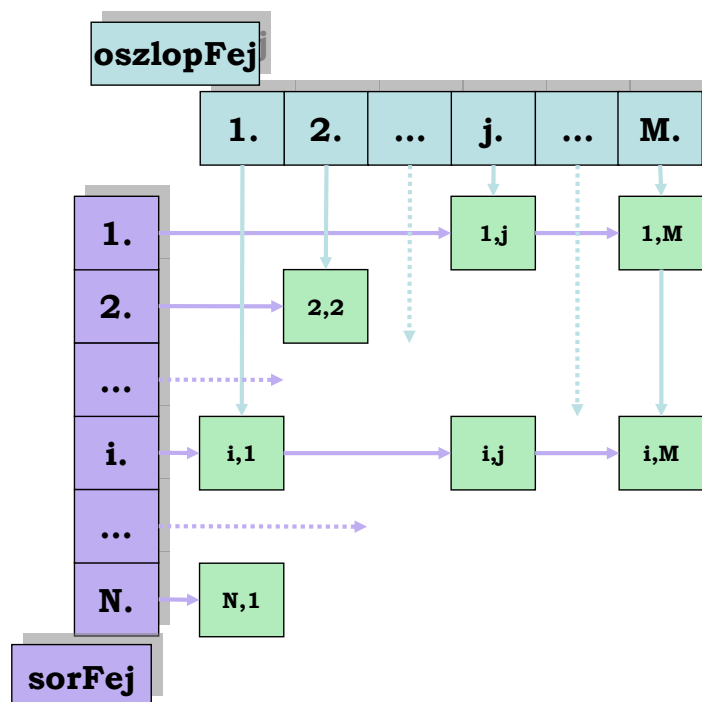 oszlopFej
1. 2. ... j. ... M.
1. 1,j 1,M
2. 2,2
...
i. i,1 i,j i,M
...
N. N,1
sorFej